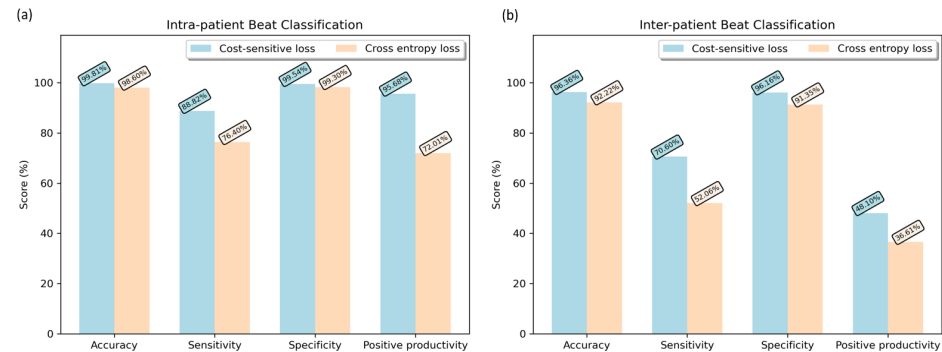 (a)
Intra-patient Beat Classification
Cost-sensitive loss
Cross entropy loss
Score (%)
100
80
60
40
20
0
99.81%
98.60%
88.82%
76.40%
99.54%
99.30%
95.68%
72.01%
Accuracy
Sensitivity
Specificity
Positive productivity
(b)
Inter-patient Beat Classification
Cost-sensitive loss
Cross entropy loss
Score (%)
100
80
60
40
20
0
96.36%
92.22%
70.60%
52.06%
96.16%
91.35%
48.10%
36.61%
Accuracy
Sensitivity
Specificity
Positive productivity